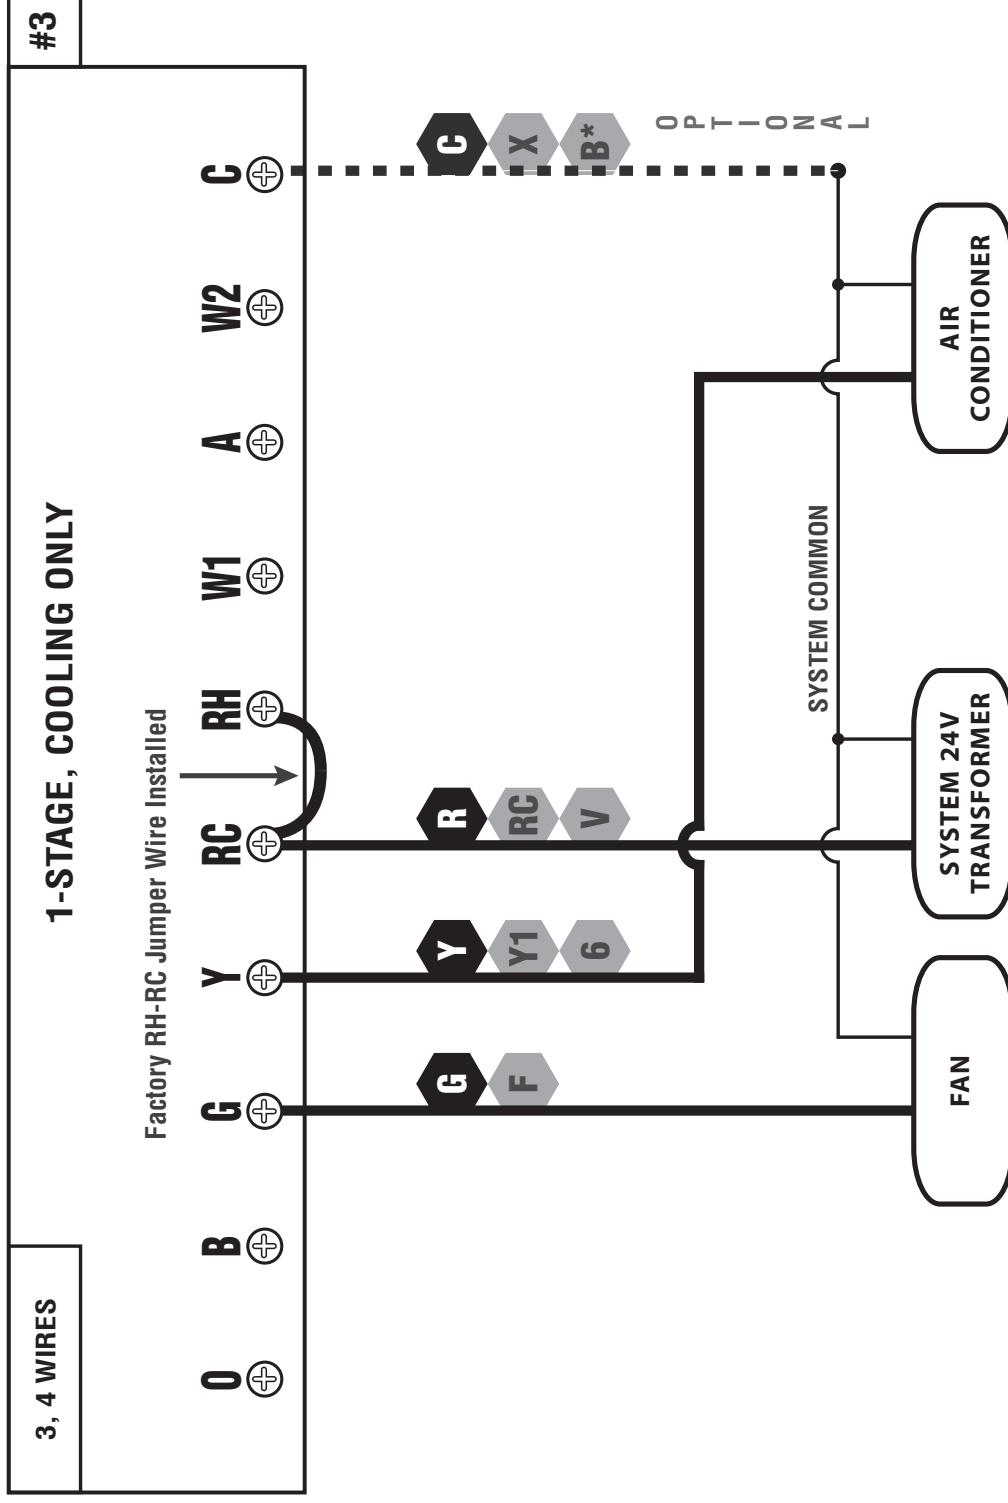 3, 4 WIRES
1-STAGE, COOLING ONLY
#3
Factory RH-RC Jumper Wire Installed
O B G Y RC RH W1 A W2 C
G Y R C
F Y1 RC X
6 V B*
OPTIONAL
SYSTEM COMMON
FAN
SYSTEM 24V
TRANSFORMER
AIR
CONDITIONER